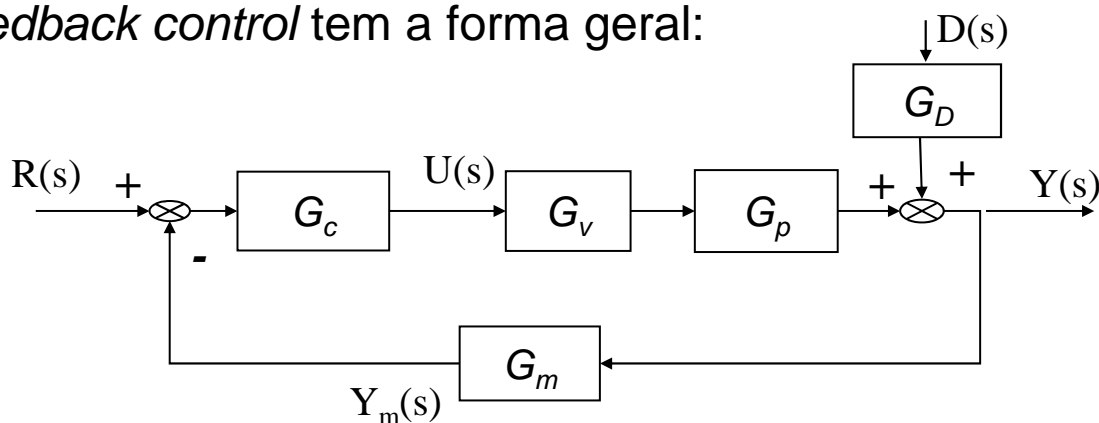 edback control tem a forma geral:
D(s)
G_D
R(s) + U(s) + + Y(s)
G_c G_v G_p
-
G_m
Y_m(s)